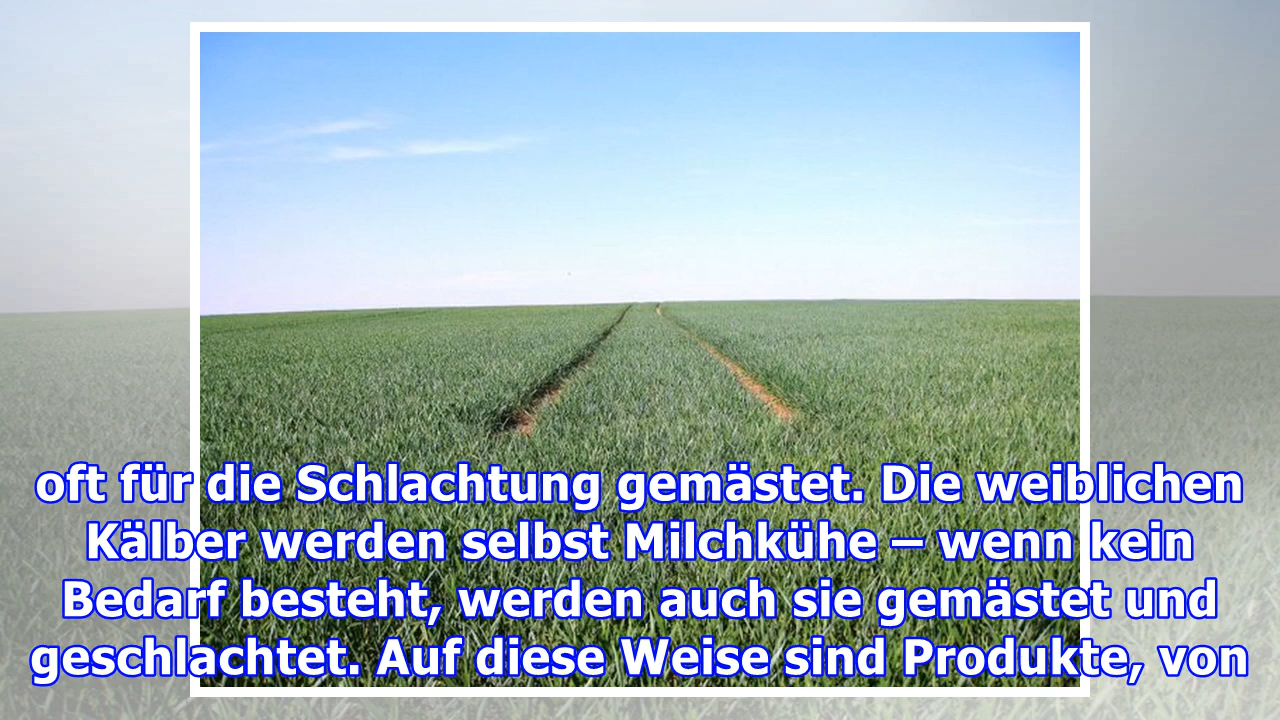 oft für die Schlachtung gemästet. Die weiblichen
Kälber werden selbst Milchkühe – wenn kein
Bedarf besteht, werden auch sie gemästet und
geschlachtet. Auf diese Weise sind Produkte, von